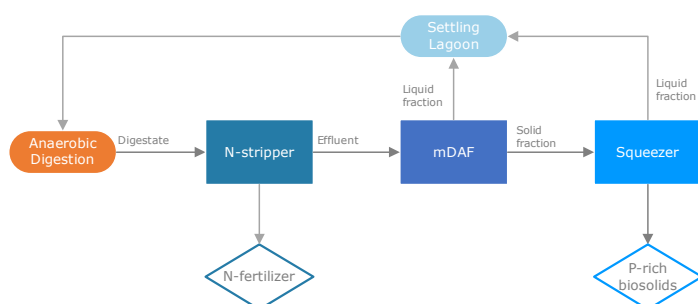 Settling
Lagoon
Liquid
fraction
Liquid
fraction
Anaerobic
Digestion
Digestate
N-stripper
Effluent
mDAF
Solid
fraction
Squeezer
N-fertilizer
P-rich
biosolids